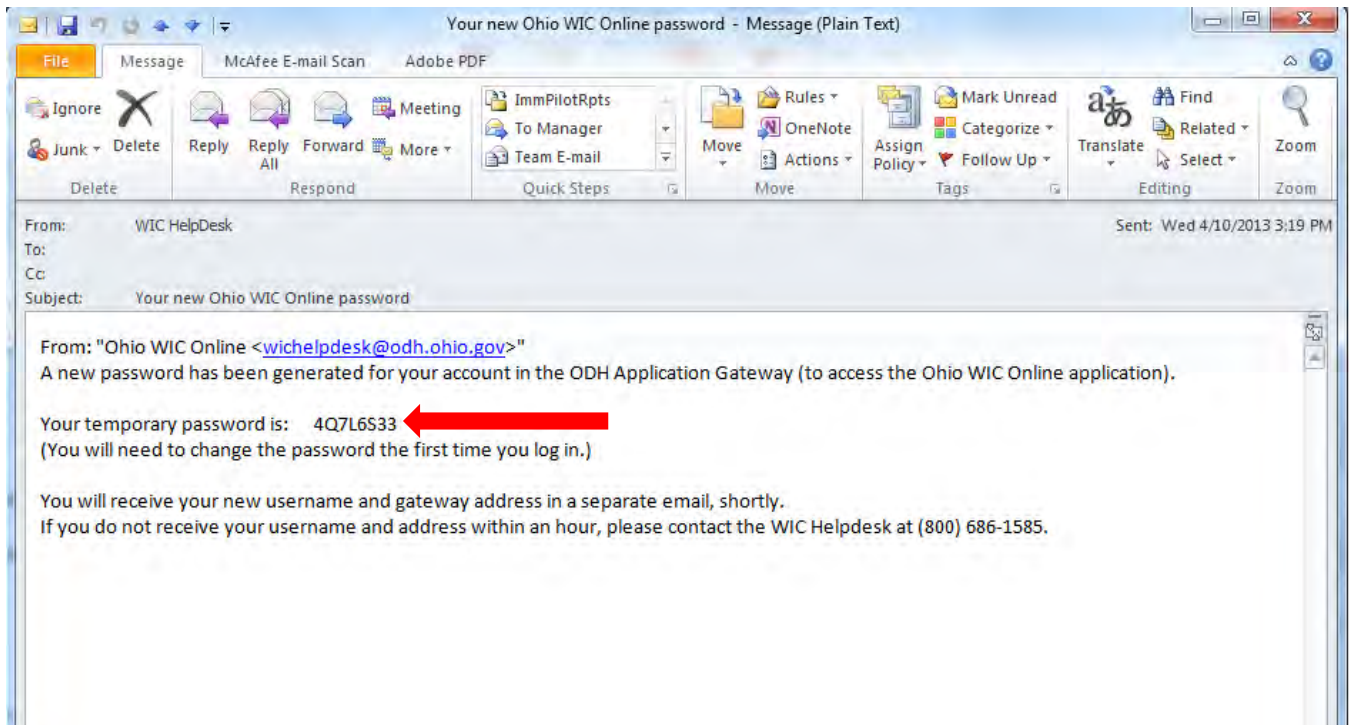 Your new Ohio WIC Online password - Message (Plain Text)
File Message McAfee E-mail Scan Adobe PDF
Ignore
Junk
Delete
Reply
Reply All
Forward
Meeting
More
ImmPilotRpts
To Manager
Team E-mail
Move
Rules
OneNote
Actions
Assign Policy
Mark Unread
Categorize
Follow Up
Translate
Find
Related
Select
Zoom
Delete Respond Quick Steps Move Tags Editing Zoom
From: WIC HelpDesk Sent: Wed 4/10/2013 3:19 PM
To:
Cc:
Subject: Your new Ohio WIC Online password
From: "Ohio WIC Online <wichelpdesk@odh.ohio.gov>"
A new password has been generated for your account in the ODH Application Gateway (to access the Ohio WIC Online application).
Your temporary password is: 4Q7L6S33
(You will need to change the password the first time you log in.)
You will receive your new username and gateway address in a separate email, shortly.
If you do not receive your username and address within an hour, please contact the WIC Helpdesk at (800) 686-1585.